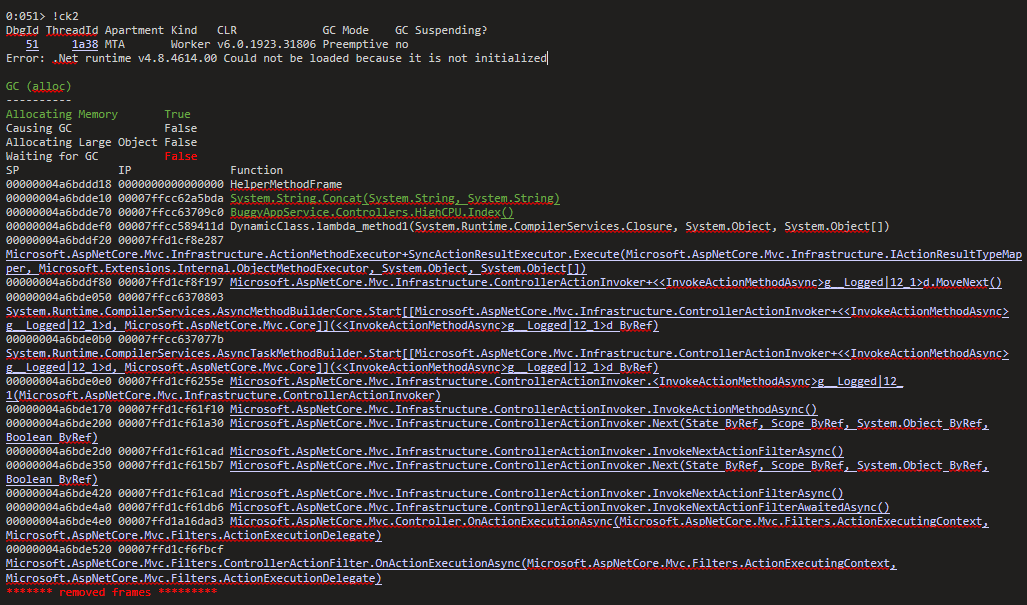 0:051> !ck2
DbgId ThreadId Apartment Kind   CLR             GC Mode    GC Suspending?
   51     1a38 MTA       Worker v6.0.1923.31806 Preemptive no
Error: .Net runtime v4.8.4614.00 Could not be loaded because it is not initialized
GC (alloc)
----------
Allocating Memory       True
Causing GC              False
Allocating Large Object False
Waiting for GC          False
SP               IP               Function
00000004a6bddd18 0000000000000000 HelperMethodFrame
00000004a6bdde10 00007ffcc62a5bda System.String.Concat(System.String, System.String)
00000004a6bdde70 00007ffcc63709c0 BuggyAppService.Controllers.HighCPU.Index()
00000004a6bddef0 00007ffcc589411d DynamicClass.lambda_method1(System.Runtime.CompilerServices.Closure, System.Object, System.Object[])
00000004a6bddf20 00007ffd1cf8e287
Microsoft.AspNetCore.Mvc.Infrastructure.ActionMethodExecutor+SyncActionResultExecutor.Execute(Microsoft.AspNetCore.Mvc.Infrastructure.IActionResultTypeMap
per, Microsoft.Extensions.Internal.ObjectMethodExecutor, System.Object, System.Object[])
00000004a6bddf80 00007ffd1cf8f197 Microsoft.AspNetCore.Mvc.Infrastructure.ControllerActionInvoker+<<InvokeActionMethodAsync>g__Logged|12_1>d.MoveNext()
00000004a6bde050 00007ffcc6370803
System.Runtime.CompilerServices.AsyncMethodBuilderCore.Start[[Microsoft.AspNetCore.Mvc.Infrastructure.ControllerActionInvoker+<<InvokeActionMethodAsync>
g__Logged|12_1>d, Microsoft.AspNetCore.Mvc.Core]](<<InvokeActionMethodAsync>g__Logged|12_1>d ByRef)
00000004a6bde0b0 00007ffcc637077b
System.Runtime.CompilerServices.AsyncTaskMethodBuilder.Start[[Microsoft.AspNetCore.Mvc.Infrastructure.ControllerActionInvoker+<<InvokeActionMethodAsync>
g__Logged|12_1>d, Microsoft.AspNetCore.Mvc.Core]](<<InvokeActionMethodAsync>g__Logged|12_1>d ByRef)
00000004a6bde0e0 00007ffd1cf6255e Microsoft.AspNetCore.Mvc.Infrastructure.ControllerActionInvoker.<InvokeActionMethodAsync>g__Logged|12_
1(Microsoft.AspNetCore.Mvc.Infrastructure.ControllerActionInvoker)
00000004a6bde170 00007ffd1cf61f10 Microsoft.AspNetCore.Mvc.Infrastructure.ControllerActionInvoker.InvokeActionMethodAsync()
00000004a6bde200 00007ffd1cf61a30 Microsoft.AspNetCore.Mvc.Infrastructure.ControllerActionInvoker.Next(State ByRef, Scope ByRef, System.Object ByRef,
Boolean ByRef)
00000004a6bde2d0 00007ffd1cf61cad Microsoft.AspNetCore.Mvc.Infrastructure.ControllerActionInvoker.InvokeNextActionFilterAsync()
00000004a6bde350 00007ffd1cf615b7 Microsoft.AspNetCore.Mvc.Infrastructure.ControllerActionInvoker.Next(State ByRef, Scope ByRef, System.Object ByRef,
Boolean ByRef)
00000004a6bde420 00007ffd1cf61cad Microsoft.AspNetCore.Mvc.Infrastructure.ControllerActionInvoker.InvokeNextActionFilterAsync()
00000004a6bde4a0 00007ffd1cf61db6 Microsoft.AspNetCore.Mvc.Infrastructure.ControllerActionInvoker.InvokeNextActionFilterAwaitedAsync()
00000004a6bde4e0 00007ffd1a16dad3 Microsoft.AspNetCore.Mvc.Controller.OnActionExecutionAsync(Microsoft.AspNetCore.Mvc.Filters.ActionExecutingContext,
Microsoft.AspNetCore.Mvc.Filters.ActionExecutionDelegate)
00000004a6bde520 00007ffd1cf6fbcf
Microsoft.AspNetCore.Mvc.Filters.ControllerActionFilter.OnActionExecutionAsync(Microsoft.AspNetCore.Mvc.Filters.ActionExecutingContext,
Microsoft.AspNetCore.Mvc.Filters.ActionExecutionDelegate)
******* removed frames *********